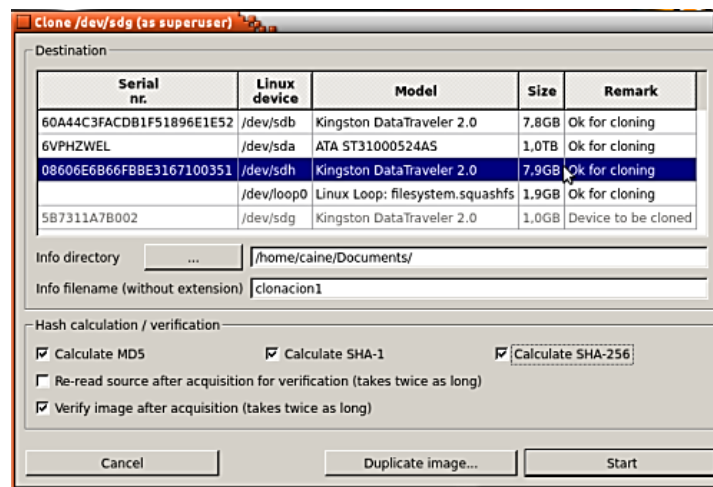 Clone /dev/sdg (as superuser)
Destination
Serial nr. Linux device Model Size Remark
60A44C3FACDB1F51896E1E52 /dev/sdb Kingston DataTraveler 2.0 7,8GB Ok for cloning
6VPHZWEL /dev/sda ATA ST31000524AS 1,0TB Ok for cloning
08606E6B66FBBE3167100351 /dev/sdh Kingston DataTraveler 2.0 7,9GB Ok for cloning
/dev/loop0 Linux Loop: filesystem.squashfs 1,9GB Ok for cloning
5B7311A7B002 /dev/sdg Kingston DataTraveler 2.0 1,0GB Device to be cloned
Info directory ... /home/caine/Documents/
Info filename (without extension) clonacion1
Hash calculation / verification
Calculate MD5 Calculate SHA-1 Calculate SHA-256
Re-read source after acquisition for verification (takes twice as long)
Verify image after acquisition (takes twice as long)
Cancel Duplicate image... Start